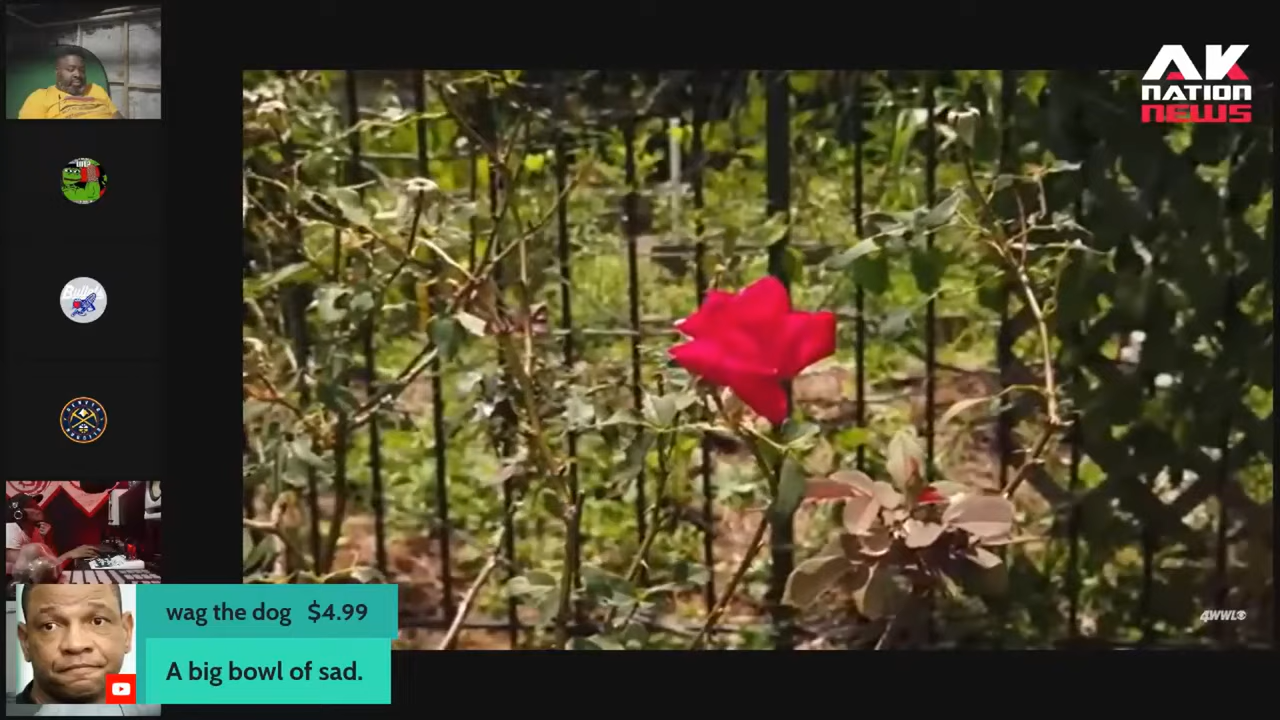 AK
NATION
NEWS
4WWL
wag the dog $4.99
A big bowl of sad.